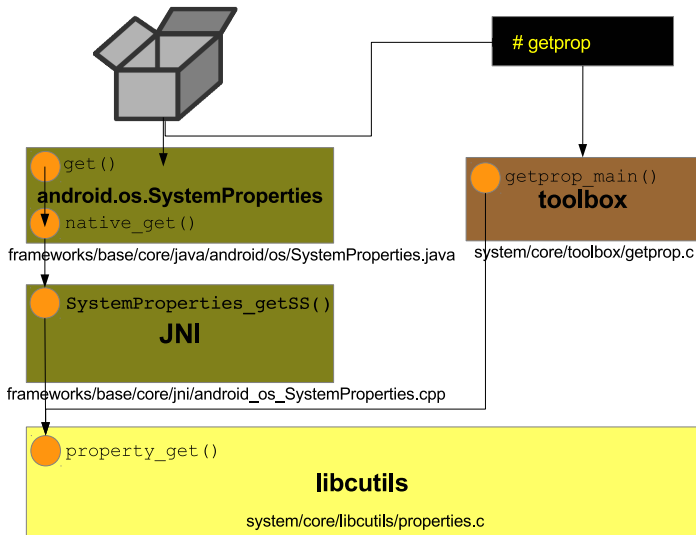 # getprop
get()
android.os.SystemProperties
native_get()
frameworks/base/core/java/android/os/SystemProperties.java
getprop_main()
toolbox
system/core/toolbox/getprop.c
SystemProperties_getSS()
JNI
frameworks/base/core/jni/android_os_SystemProperties.cpp
property_get()
libcutils
system/core/libcutils/properties.c